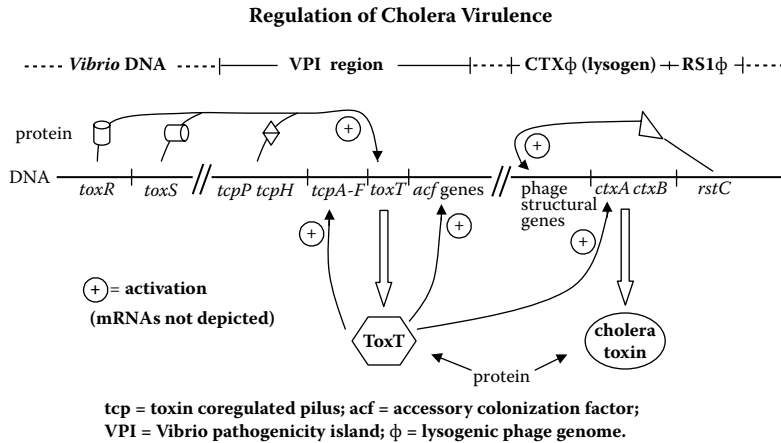 Regulation of Cholera Virulence
Vibrio DNA VPI region CTXϕ (lysogen) RS1ϕ
protein + +
DNA toxR toxS tcpP tcpH tcpA-F toxT acf genes phage structural genes ctxA ctxB rstC
+ + +
+ = activation
(mRNAs not depicted)
ToxT
cholera
toxin
protein
tcp = toxin coregulated pilus; acf = accessory colonization factor;
VPI = Vibrio pathogenicity island; ϕ = lysogenic phage genome.